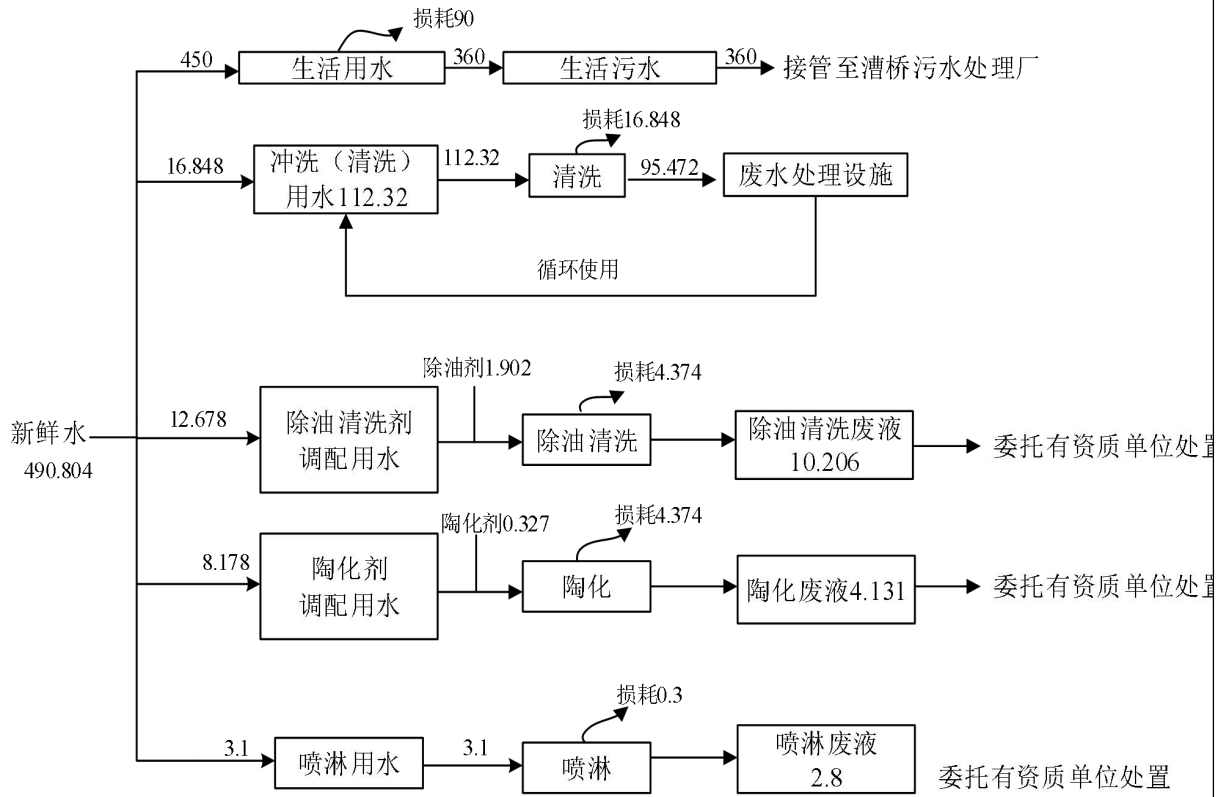 损耗90
450
生活用水
360
生活污水
360
接管至漕桥污水处理厂
损耗16.848
16.848
冲洗（清洗）
用水112.32
112.32
清洗
95.472
废水处理设施
循环使用
除油剂1.902
损耗4.374
12.678
除油清洗剂
调配用水
除油清洗
除油清洗废液
10.206
委托有资质单位处置
新鲜水
490.804
陶化剂0.327
损耗4.374
8.178
陶化剂
调配用水
陶化
陶化废液4.131
委托有资质单位处置
损耗0.3
3.1
喷淋用水
3.1
喷淋
喷淋废液
2.8
委托有资质单位处置